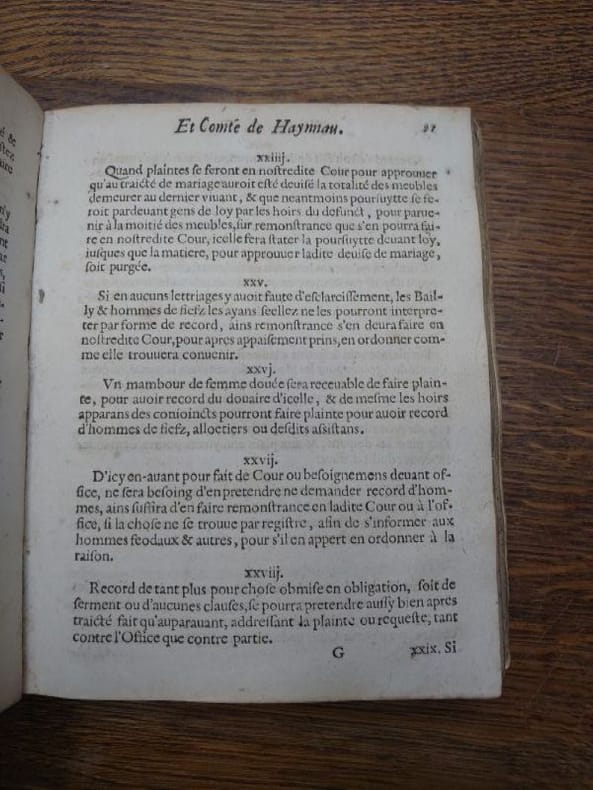 Et Comté de Haynnau.
xxiiij.
Quand plaintes se feront en nostredite Cour pour approuuer
qu'au traicté de mariage auroit esté deuisé la totalité des meubles
demeurer au dernier viuant, & que neantmoins poursuytte se fe-
roit pardeuant gens de loy par les hoirs du defunct, pour parue-
nir à la moitié des meubles, sur remonstrance que s'en pourra fai-
re en nostredite Cour, icelle fera stater la poursuytte deuant loy,
iusques que la matiere, pour approuuer ladite deuise de mariage,
soit purgée.
xxv.
Si en aucuns lettriages y auoit faute d'esclarcissement, les Bail-
ly & hommes de fiefz les ayans seellez ne les pourront interpre-
ter par forme de record, ains remonstrance s'en deura faire en
nostredite Cour, pour apres appaisement prins, en ordonner com-
me elle trouuera conuenir.
xxvj.
Vn mambour de femme douée sera receuable de faire plain-
te, pour auoir record du douaire d'icelle, & de mesme les hoirs
apparans des conioincts pourront faire plainte pour auoir record
d'hommes de fiefz, alloetiers ou desdits assistans.
xxvij.
D'icy en-auant pour fait de Cour ou besoignemens deuant of-
fice, ne sera besoing d'en pretendre ne demander record d'hom-
mes, ains suffira d'en faire remonstrance en ladite Cour ou à l'of-
fice, si la chose ne se trouue par registre, afin de s'informer aux
hommes feodaux & autres, pour s'il en appert en ordonner à la
raison.
xxviij.
Record de tant plus pour chose obmise en obligation, soit de
serment ou d'aucunes clauses, se pourra pretendre aussy bien apres
traicté fait qu'auparauant, addressant la plainte ou requeste, tant
contre l'Office que contre partie.
G xxix. Si